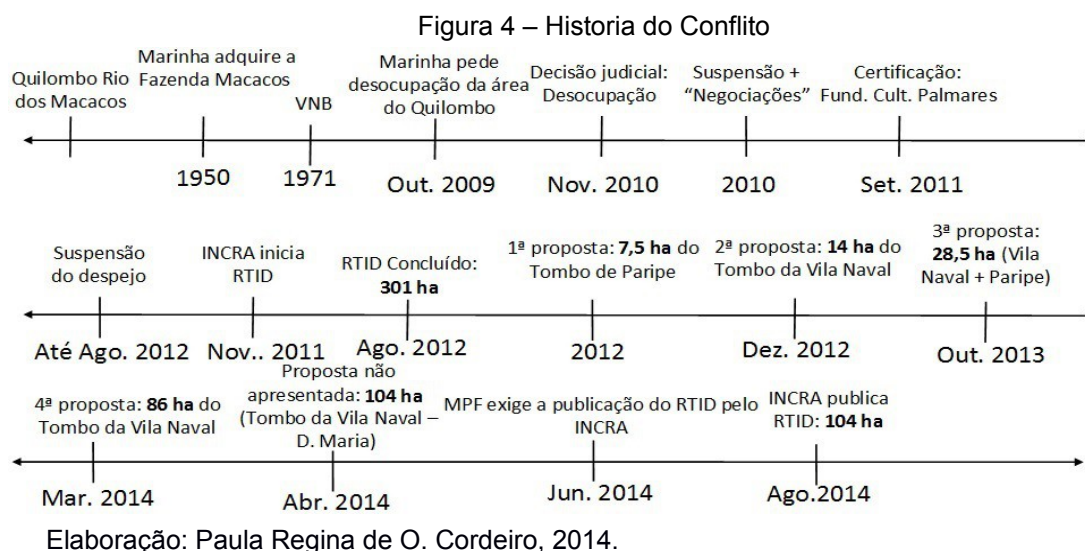 Figura 4 – Historia do Conflito
Quilombo Rio
dos Macacos
Marinha adquire a
Fazenda Macacos
VNB
Marinha pede
desocupação da área
do Quilombo
Decisão judicial:
Desocupação
Suspensão +
“Negociações”
Certificação:
Fund. Cult. Palmares
1950
1971
Out. 2009
Nov. 2010
2010
Set. 2011
Suspensão
do despejo
INCRA inicia
RTID
RTID Concluído:
301 ha
1ª proposta: 7,5 ha do
Tombo de Paripe
2ª proposta: 14 ha do
Tombo da Vila Naval
3ª proposta:
28,5 ha (Vila
Naval + Paripe)
Até Ago. 2012
Nov.. 2011
Ago. 2012
2012
Dez. 2012
Out. 2013
4ª proposta: 86 ha do
Tombo da Vila Naval
Proposta não
apresentada: 104 ha
(Tombo da Vila Naval –
D. Maria)
MPF exige a publicação do RTID pelo
INCRA
INCRA publica
RTID: 104 ha
Mar. 2014
Abr. 2014
Jun. 2014
Ago.2014
Elaboração: Paula Regina de O. Cordeiro, 2014.